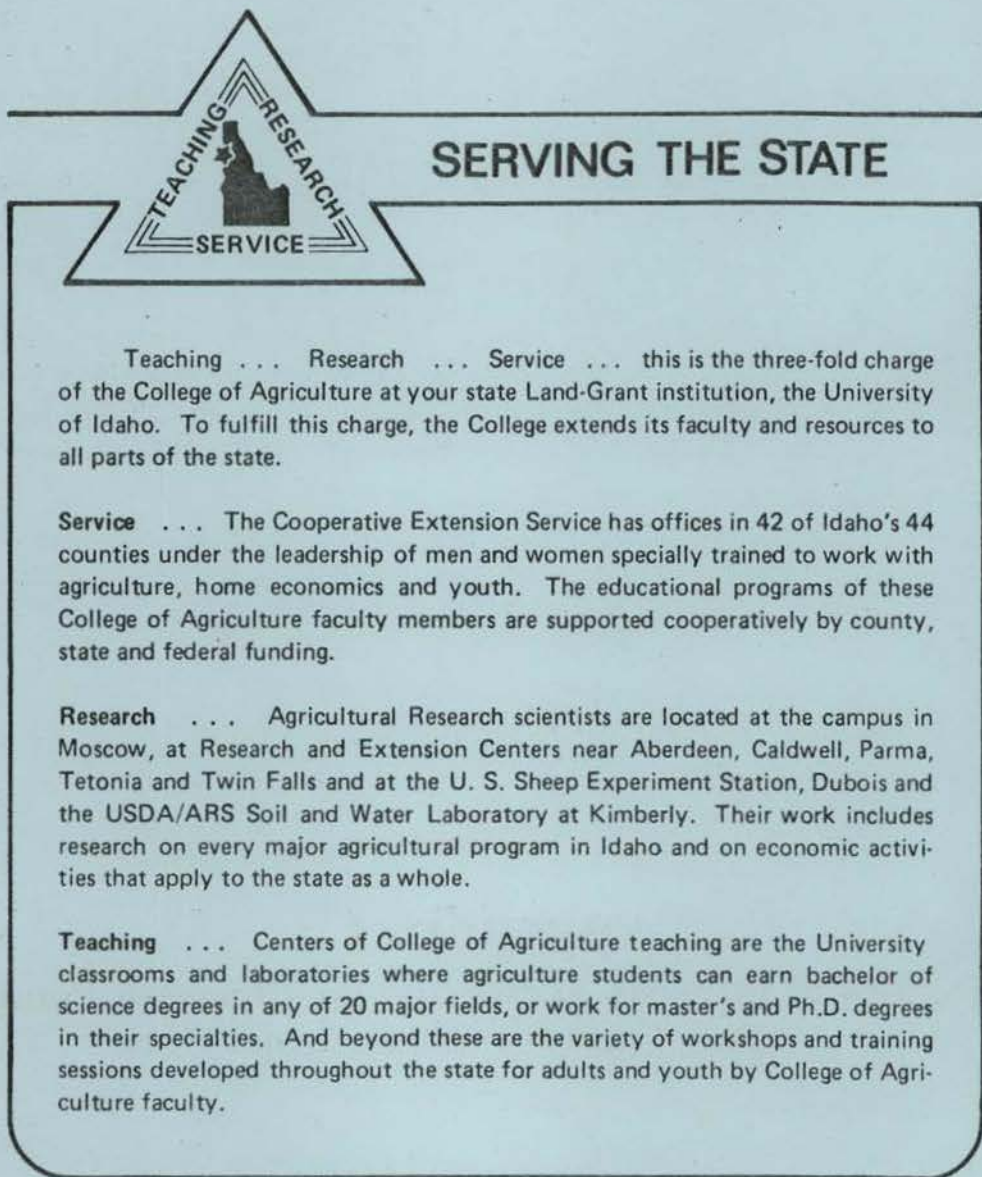 TEACHING
RESEARCH
SERVICE
SERVING THE STATE
Teaching ... Research ... Service ... this is the three-fold charge
of the College of Agriculture at your state Land-Grant institution, the University
of Idaho. To fulfill this charge, the College extends its faculty and resources to
all parts of the state.
Service ... The Cooperative Extension Service has offices in 42 of Idaho's 44
counties under the leadership of men and women specially trained to work with
agriculture, home economics and youth. The educational programs of these
College of Agriculture faculty members are supported cooperatively by county,
state and federal funding.
Research ... Agricultural Research scientists are located at the campus in
Moscow, at Research and Extension Centers near Aberdeen, Caldwell, Parma,
Tetonia and Twin Falls and at the U. S. Sheep Experiment Station, Dubois and
the USDA/ARS Soil and Water Laboratory at Kimberly. Their work includes
research on every major agricultural program in Idaho and on economic activi-
ties that apply to the state as a whole.
Teaching ... Centers of College of Agriculture teaching are the University
classrooms and laboratories where agriculture students can earn bachelor of
science degrees in any of 20 major fields, or work for master's and Ph.D. degrees
in their specialties. And beyond these are the variety of workshops and training
sessions developed throughout the state for adults and youth by College of Agri-
culture faculty.